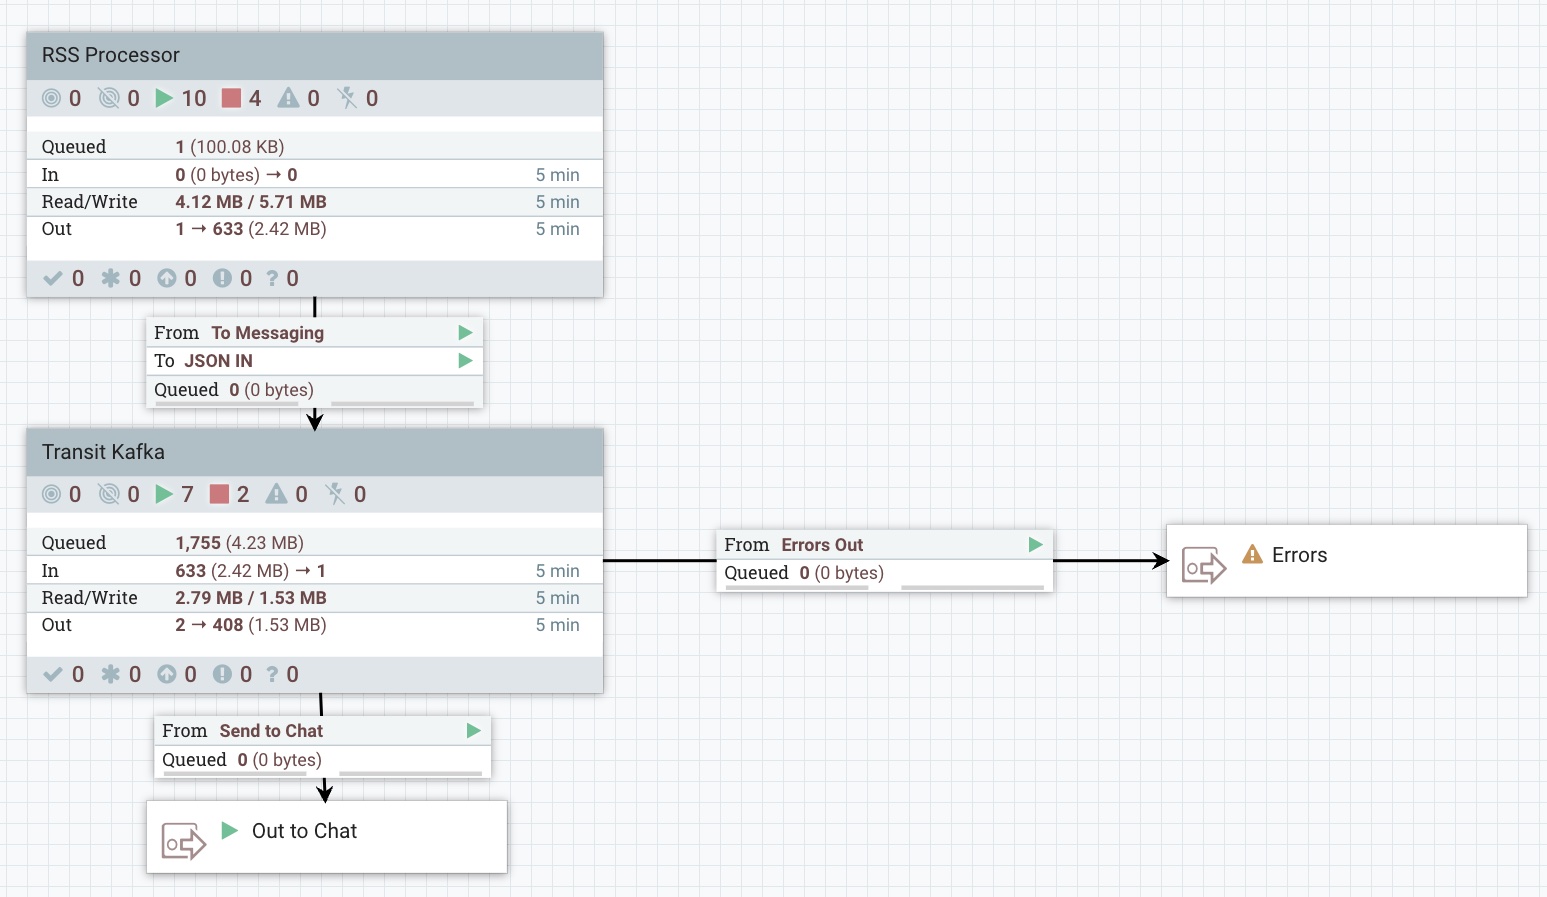 RSS Processor
0 0 10 4 0 0
Queued 1 (100.08 KB)
In 0 (0 bytes) → 0 5 min
Read/Write 4.12 MB / 5.71 MB 5 min
Out 1 → 633 (2.42 MB) 5 min
0 0 0 0 ? 0
From To Messaging
To JSON IN
Queued 0 (0 bytes)
Transit Kafka
0 0 7 2 0 0
Queued 1,755 (4.23 MB)
In 633 (2.42 MB) → 1 5 min
Read/Write 2.79 MB / 1.53 MB 5 min
Out 2 → 408 (1.53 MB) 5 min
0 0 0 0 ? 0
From Errors Out
Queued 0 (0 bytes)
Errors
From Send to Chat
Queued 0 (0 bytes)
Out to Chat